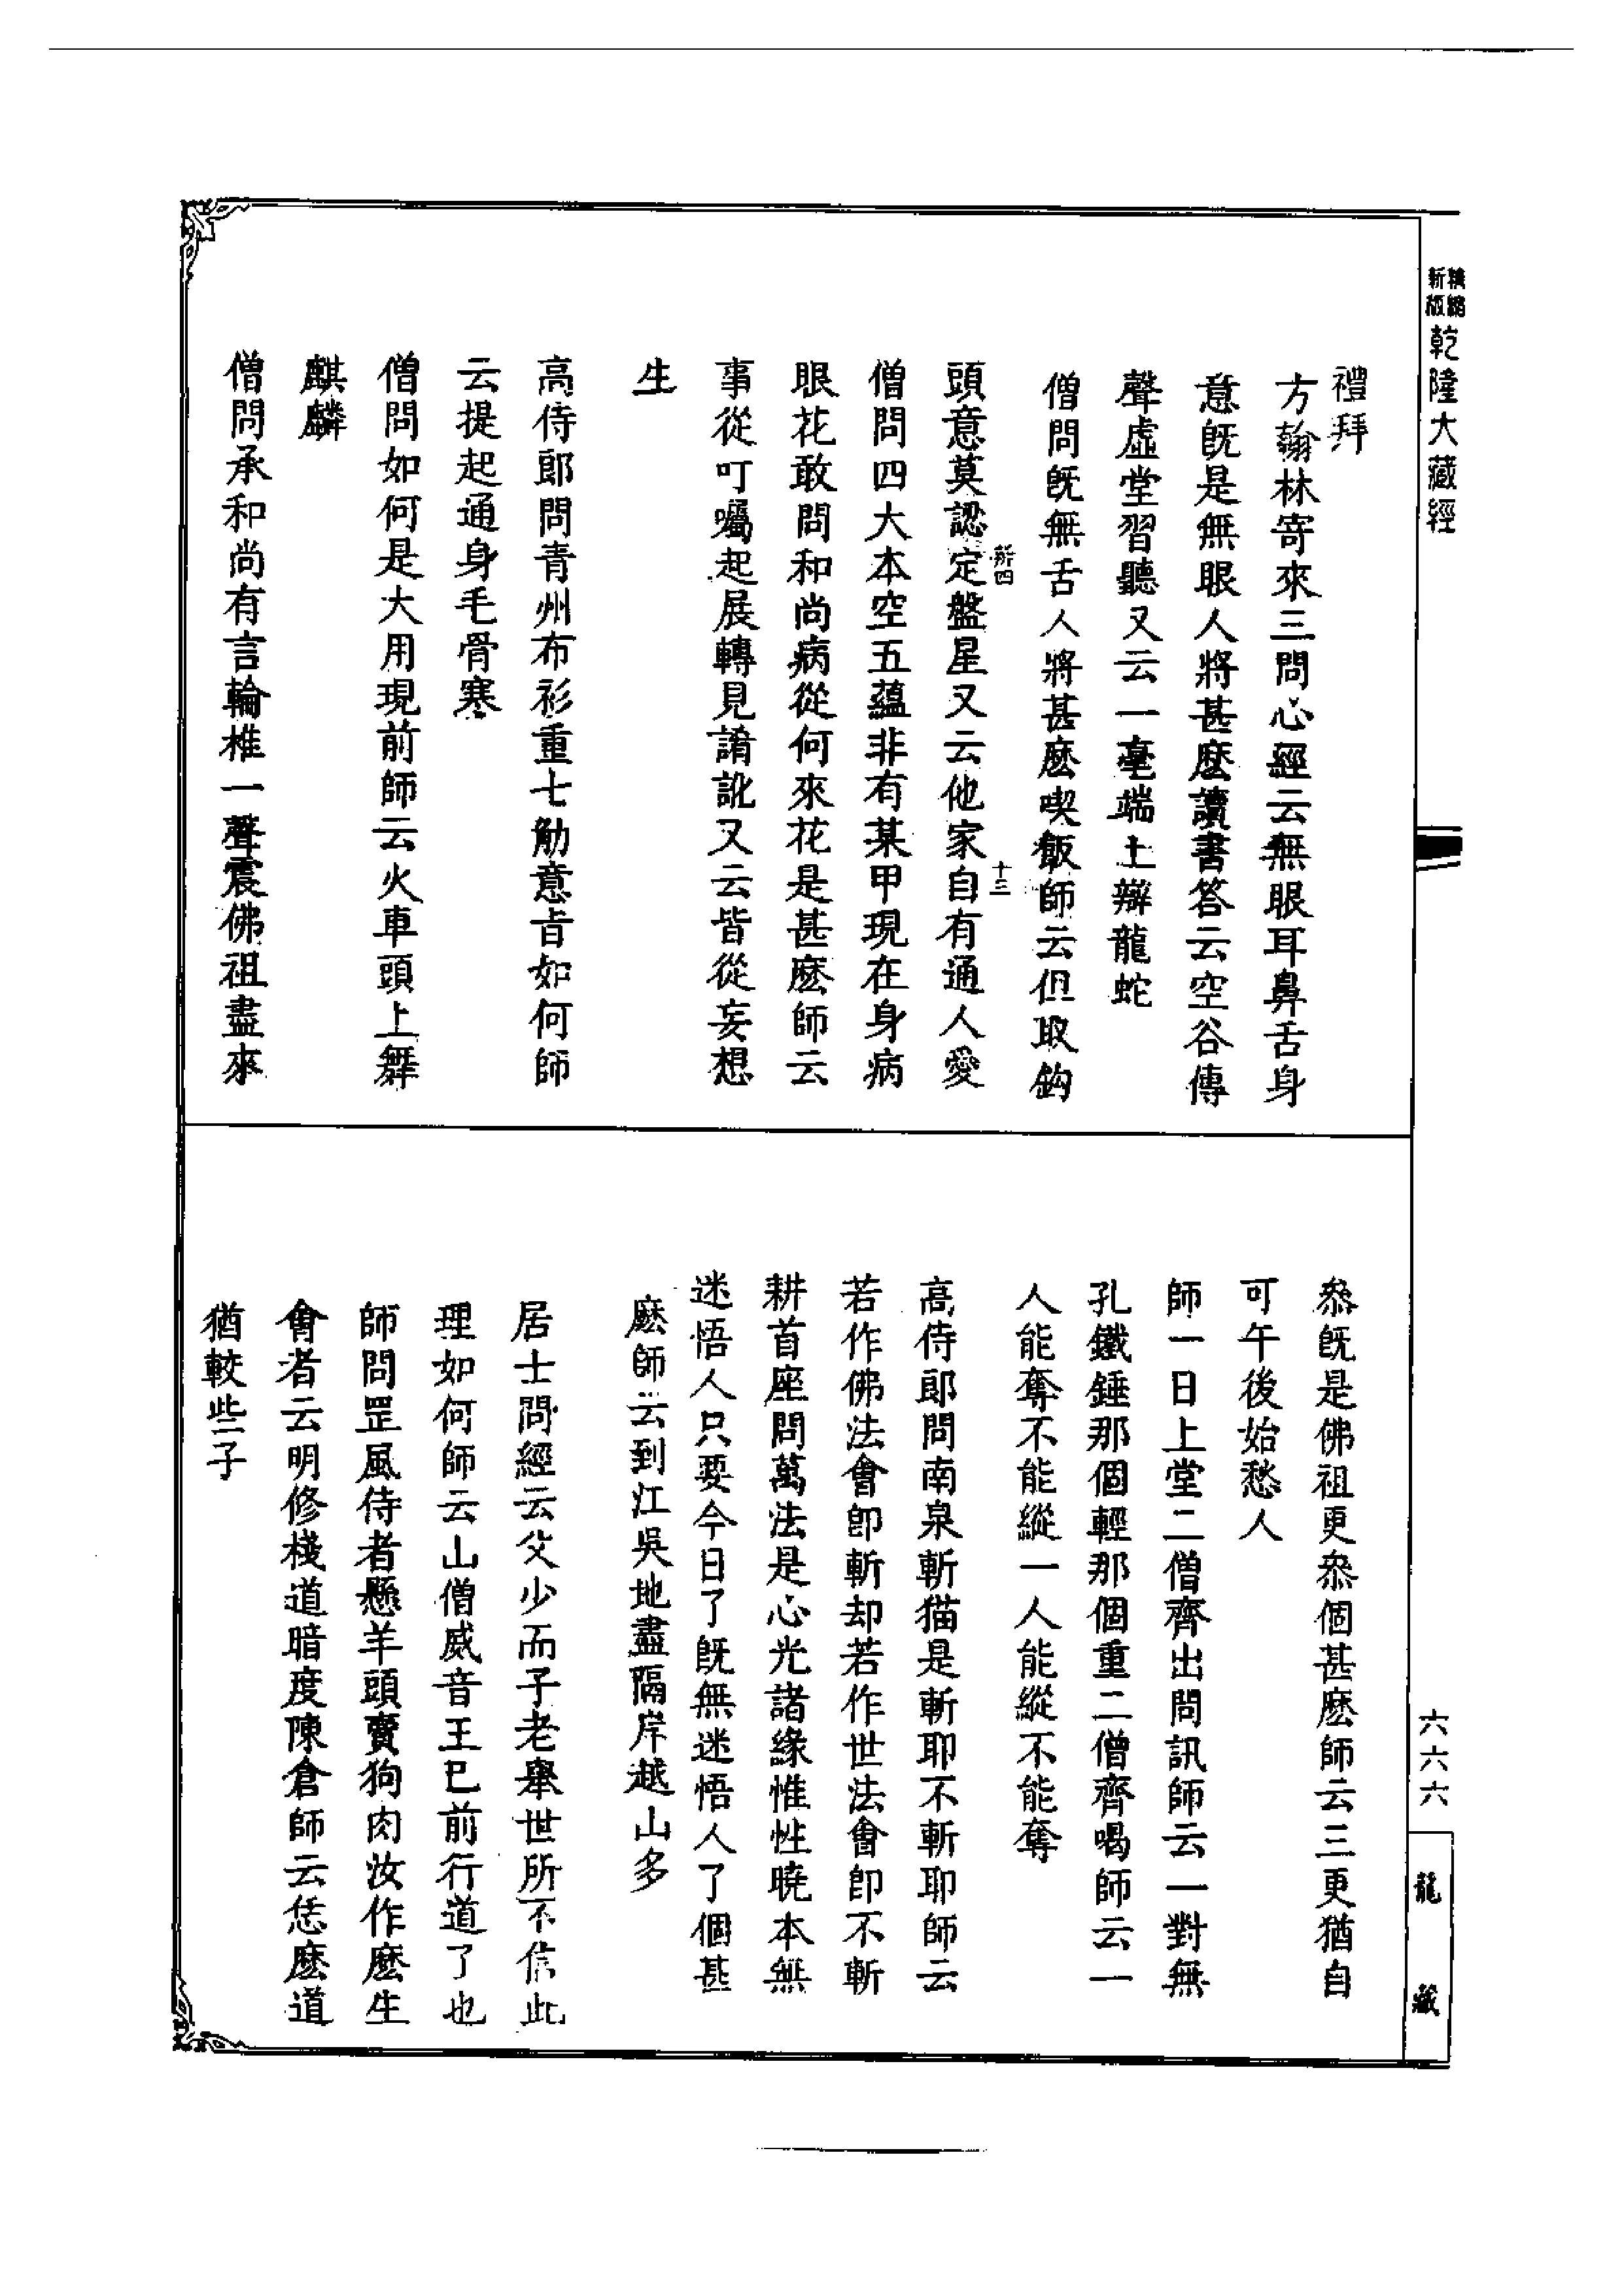 精縮
新版
乾隆大藏經
禮拜
方翰林寄來三問心經云無眼耳鼻舌身
意旣是無眼人將甚麼讀書答云空谷傳
聲虛堂習聽又云一毫端上辯龍蛇
僧問旣無舌人將甚麼喫飯師云但取鈎
斯四
十三
頭意莫認定盤星又云他家自有通人愛
僧問四大本空五蘊非有某甲現在身病
眼花敢問和尚病從何來花是甚麼師云
事從叮囑起展轉見誵訛又云皆從妄想
生
高侍郎問青州布衫重七觔意旨如何師
云提起通身毛骨寒
僧問如何是大用現前師云火車頭上舞
麒麟
僧問承和尚有言輪椎一聲震佛祖盡來
叅旣是佛祖更叅個甚麼師云三更猶自
可午後始愁人
師一日上堂二僧齊出問訊師云一對無
孔鐵錘那個輕那個重二僧齊喝師云一
人能奪不能縱一人能縱不能奪
高侍郎問南泉斬猫是斬耶不斬耶師云
若作佛法會卽斬却若作世法會卽不斬
耕首座問萬法是心光諸緣惟性曉本無
迷悟人只要今日了旣無迷悟人了個甚
麼師云到江吳地盡隔岸越山多
居士問經云父少而子老舉世所不信此
理如何師云山僧威音王已前行道了也
師問罡風侍者懸羊頭賣狗肉汝作麼生
會者云明修棧道暗度陳倉師云恁麼道
猶較些子
六六六
龍藏